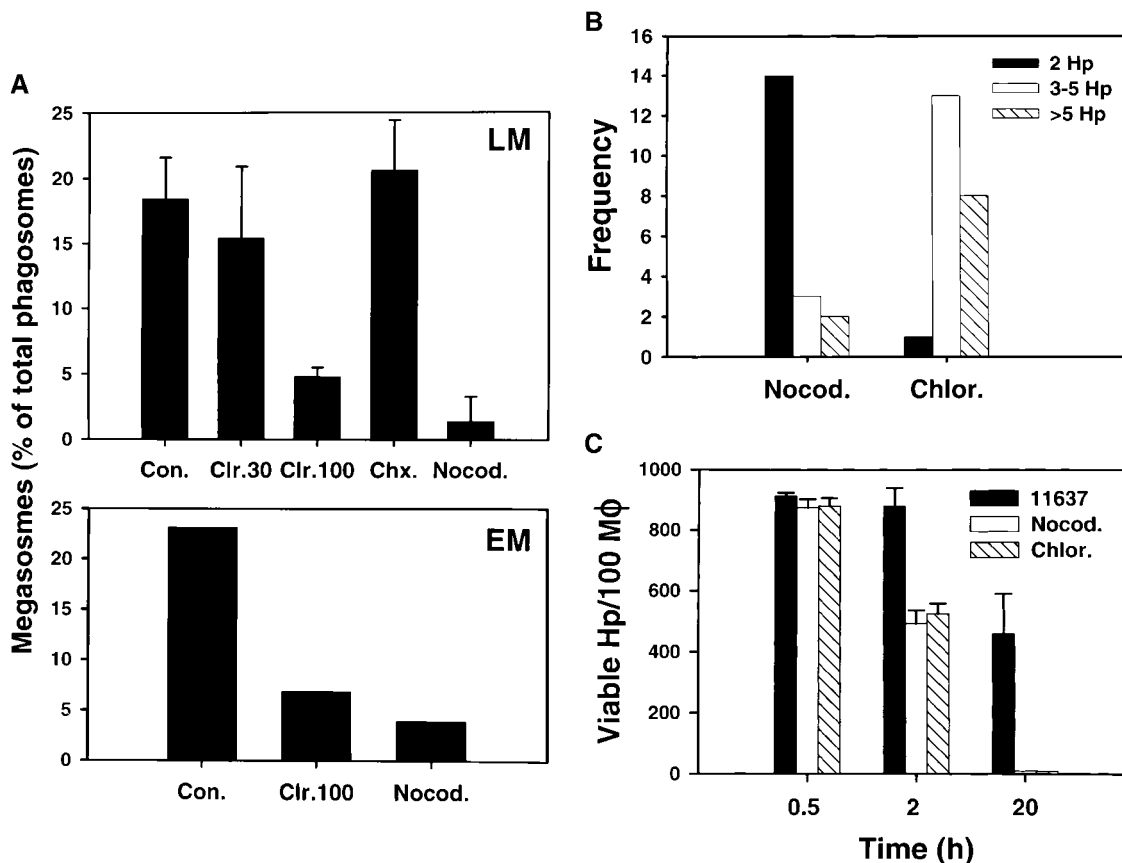 A
Megasosmes (% of total phagosomes)
25
20
15
10
5
0
LM
Con. Clr.30 Clr.100 Chx. Nocod.
25
20
15
10
5
0
EM
Con. Clr.100 Nocod.
B
Frequency
16
14
12
10
8
6
4
2
0
2 Hp
3-5 Hp
>5 Hp
Nocod. Chlor.
C
Viable Hp/100 Mϕ
1000
800
600
400
200
0
11637
Nocod.
Chlor.
0.5 2 20
Time (h)